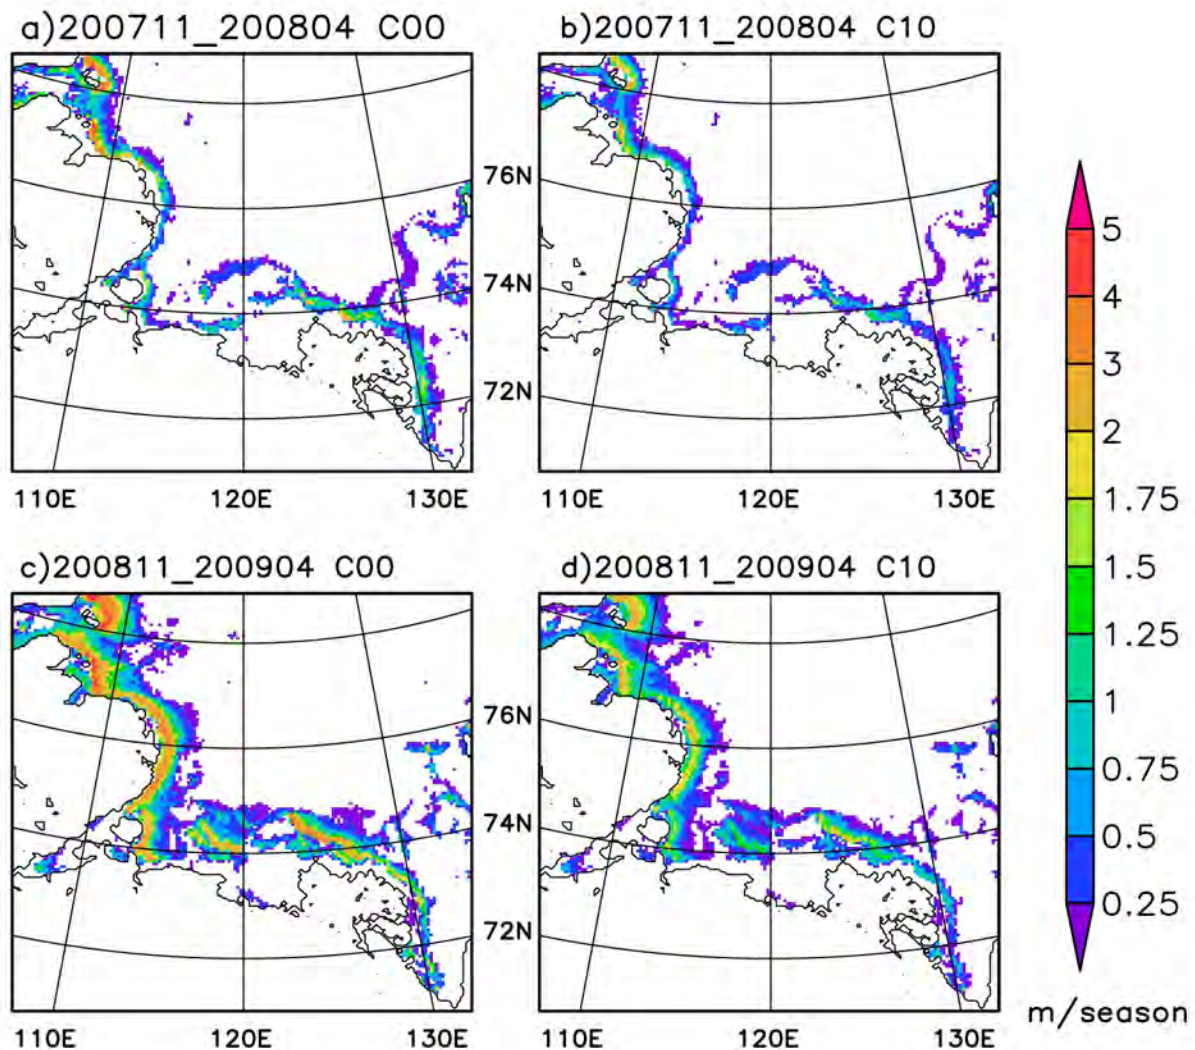 a)200711_200804 C00
b)200711_200804 C10
76N
74N
72N
110E 120E 130E
110E 120E 130E
c)200811_200904 C00
d)200811_200904 C10
76N
74N
72N
110E 120E 130E
110E 120E 130E
5
4
3
2
1.75
1.5
1.25
1
0.75
0.5
0.25
m/season